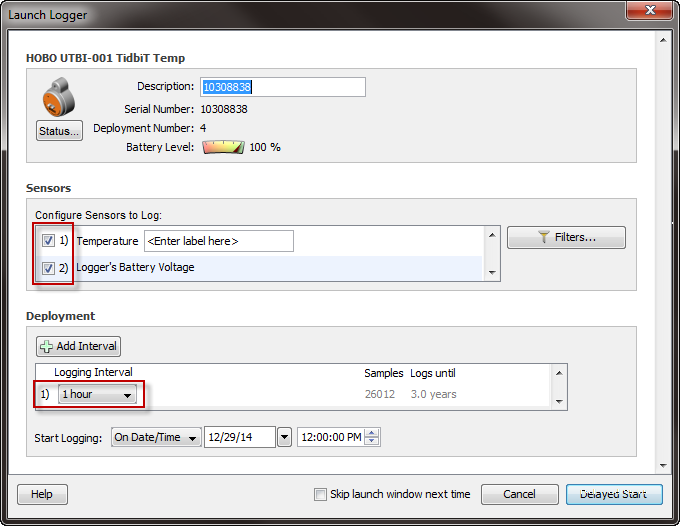 Launch Logger
HOBO UTBI-001 TidbiT Temp
Description: 10308838
Serial Number: 10308838
Status...
Deployment Number: 4
Battery Level: 100 %
Sensors
Configure Sensors to Log:
1) Temperature <Enter label here>
Filters...
2) Logger's Battery Voltage
Deployment
Add Interval
Logging Interval Samples Logs until
1) 1 hour 26012 3.0 years
Start Logging: On Date/Time 12/29/14 12:00:00 PM
Help Skip launch window next time Cancel Delayed Start